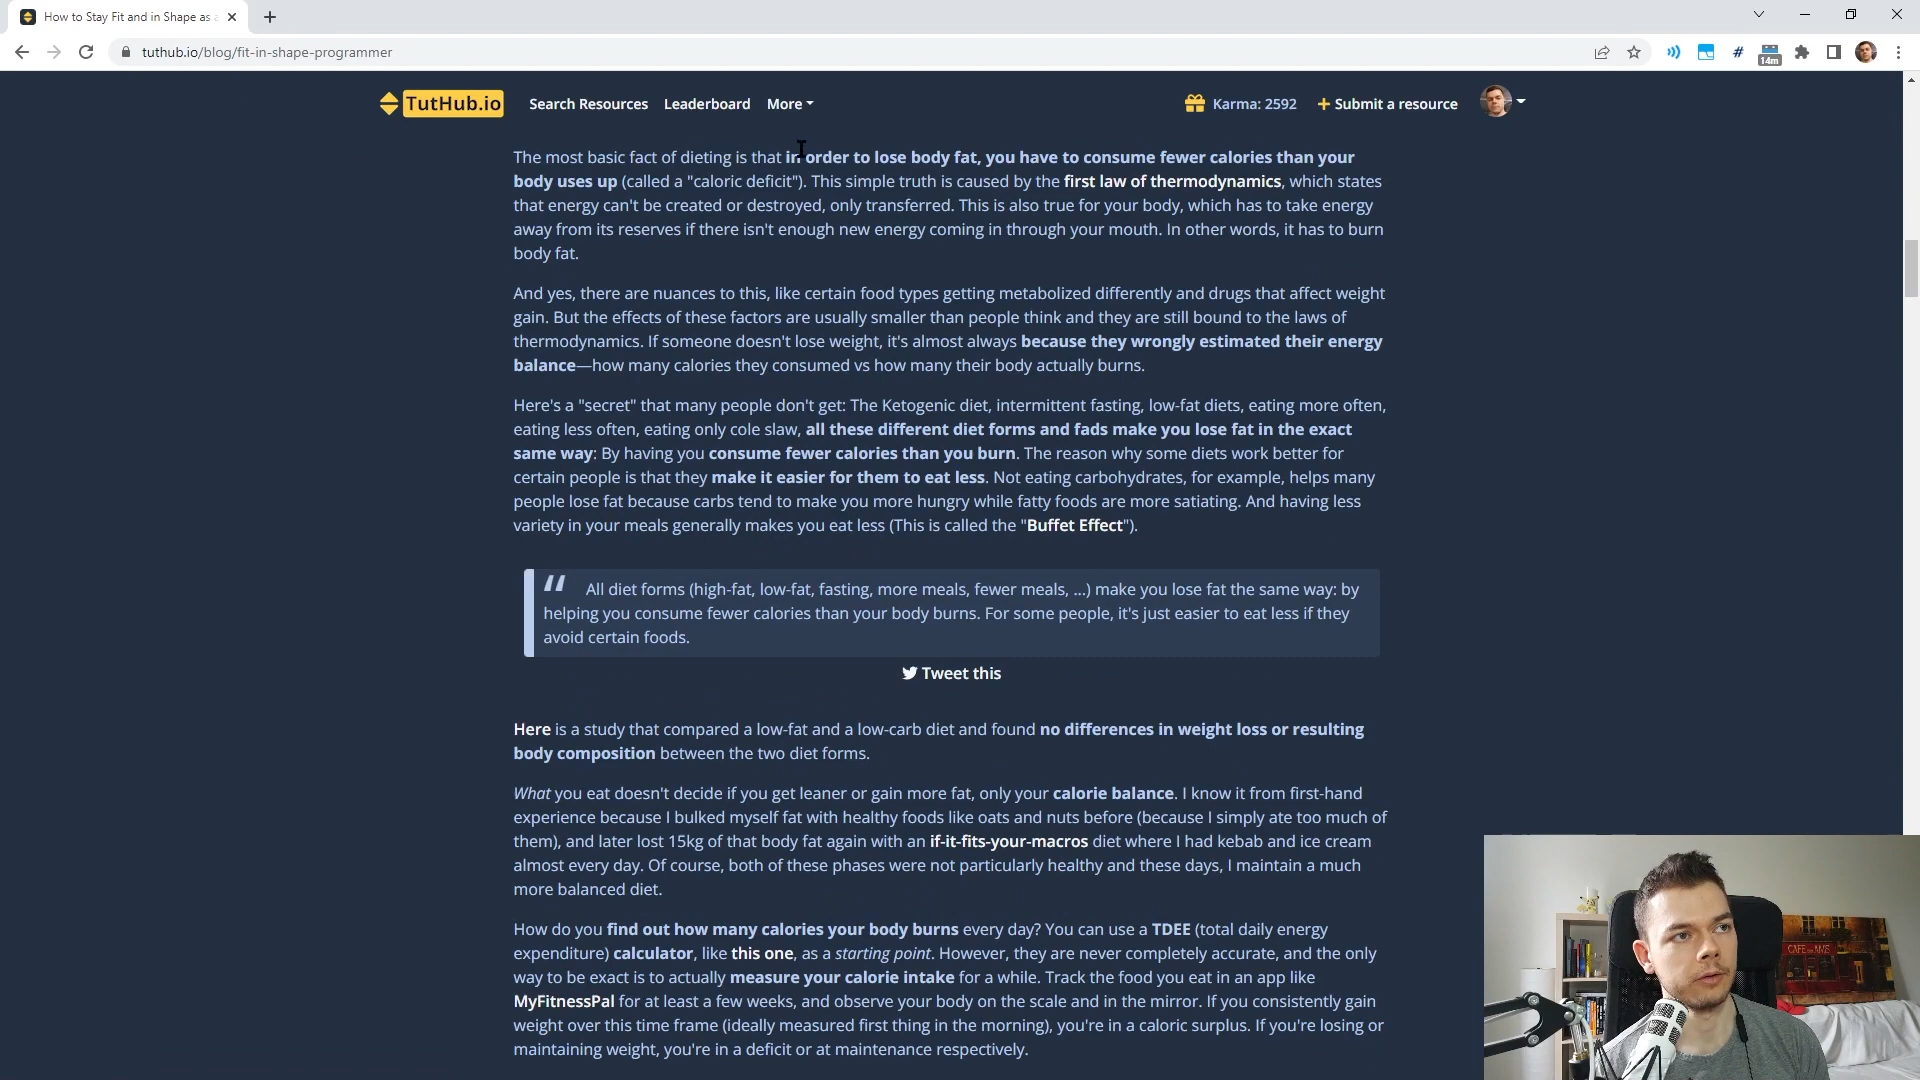 How to Stay Fit and in Shape as a
tuthub.io/blog/fit-in-shape-programmer
14m
TutHub.io
Search Resources
Leaderboard
More
Karma: 2592
Submit a resource
The most basic fact of dieting is that in order to lose body fat, you have to consume fewer calories than your
body uses up (called a "caloric deficit"). This simple truth is caused by the first law of thermodynamics, which states
that energy can't be created or destroyed, only transferred. This is also true for your body, which has to take energy
away from its reserves if there isn't enough new energy coming in through your mouth. In other words, it has to burn
body fat.
And yes, there are nuances to this, like certain food types getting metabolized differently and drugs that affect weight
gain. But the effects of these factors are usually smaller than people think and they are still bound to the laws of
thermodynamics. If someone doesn't lose weight, it's almost always because they wrongly estimated their energy
balance—how many calories they consumed vs how many their body actually burns.
Here's a "secret" that many people don't get: The Ketogenic diet, intermittent fasting, low-fat diets, eating more often,
eating less often, eating only cole slaw, all these different diet forms and fads make you lose fat in the exact
same way: By having you consume fewer calories than you burn. The reason why some diets work better for
certain people is that they make it easier for them to eat less. Not eating carbohydrates, for example, helps many
people lose fat because carbs tend to make you more hungry while fatty foods are more satiating. And having less
variety in your meals generally makes you eat less (This is called the "Buffet Effect").
“ All diet forms (high-fat, low-fat, fasting, more meals, fewer meals, ...) make you lose fat the same way: by
helping you consume fewer calories than your body burns. For some people, it's just easier to eat less if they
avoid certain foods.
Tweet this
Here is a study that compared a low-fat and a low-carb diet and found no differences in weight loss or resulting
body composition between the two diet forms.
What you eat doesn't decide if you get leaner or gain more fat, only your calorie balance. I know it from first-hand
experience because I bulked myself fat with healthy foods like oats and nuts before (because I simply ate too much of
them), and later lost 15kg of that body fat again with an if-it-fits-your-macros diet where I had kebab and ice cream
almost every day. Of course, both of these phases were not particularly healthy and these days, I maintain a much
more balanced diet.
How do you find out how many calories your body burns every day? You can use a TDEE (total daily energy
expenditure) calculator, like this one, as a starting point. However, they are never completely accurate, and the only
way to be exact is to actually measure your calorie intake for a while. Track the food you eat in an app like
MyFitnessPal for at least a few weeks, and observe your body on the scale and in the mirror. If you consistently gain
weight over this time frame (ideally measured first thing in the morning), you're in a caloric surplus. If you're losing or
maintaining weight, you're in a deficit or at maintenance respectively.